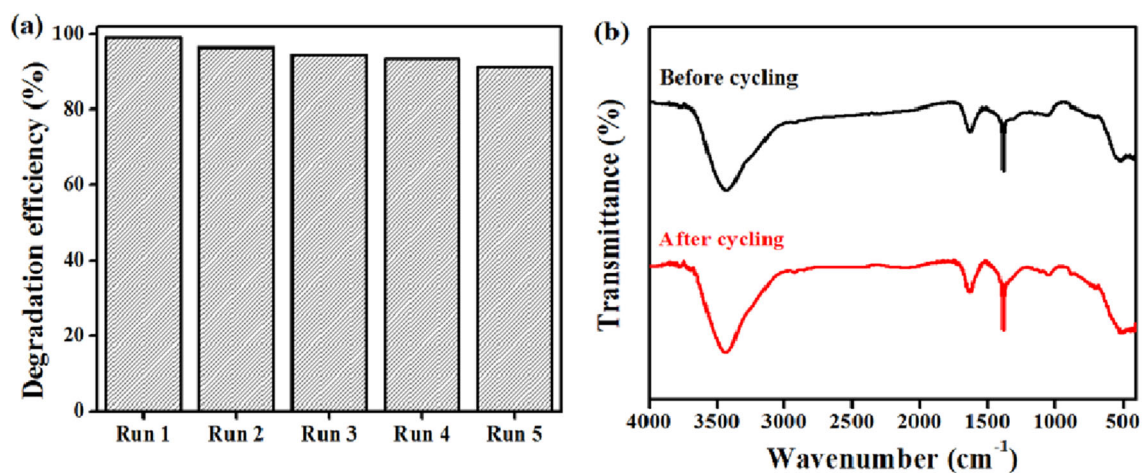 (a)
Degradation efficiency (%)
100
80
60
40
20
0
Run 1 Run 2 Run 3 Run 4 Run 5
(b)
Transmittance (%)
Before cycling
After cycling
4000 3500 3000 2500 2000 1500 1000 500
Wavenumber (cm⁻¹)